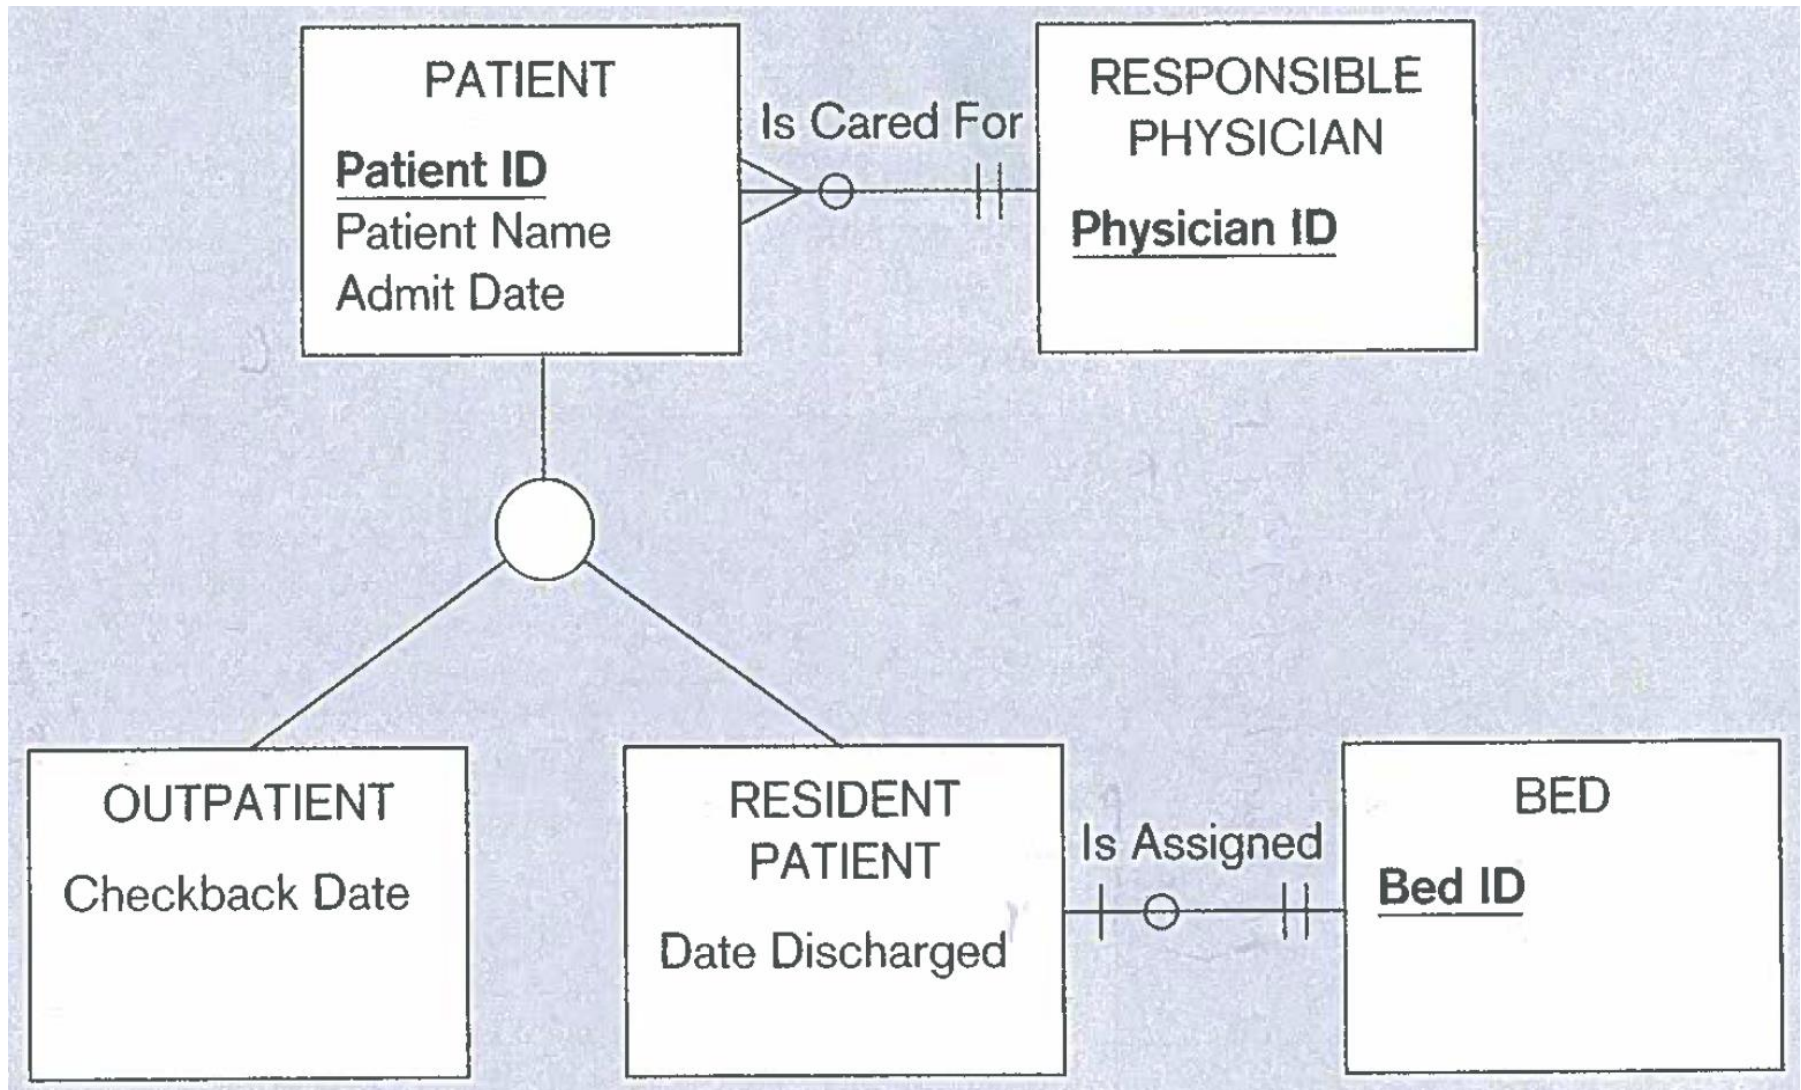 PATIENT
Patient ID
Patient Name
Admit Date
Is Cared For
RESPONSIBLE
PHYSICIAN
Physician ID
OUTPATIENT
Checkback Date
RESIDENT
PATIENT
Date Discharged
Is Assigned
BED
Bed ID